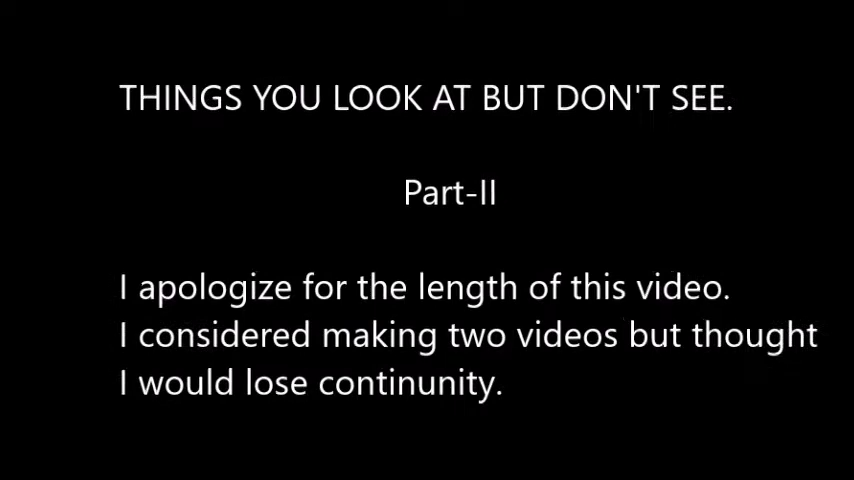 THINGS YOU LOOK AT BUT DON'T SEE.
Part-II
I apologize for the length of this video.
I considered making two videos but thought
I would lose continunity.